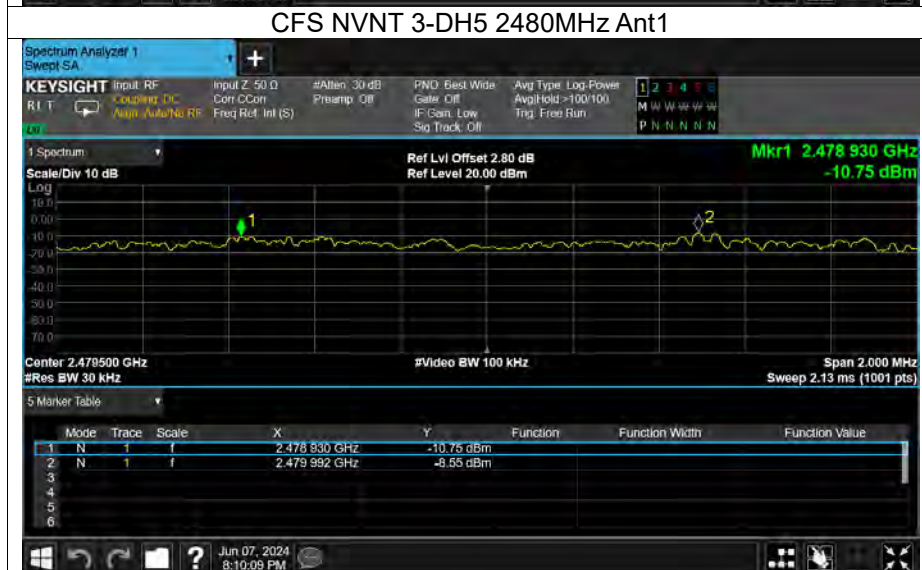 CFS NVNT 3-DH5 2480MHz Ant1
Spectrum Analyzer 1
Swept SA
+
KEYSIGHT Input: RF Input Z: 50 Ω #Atten: 30 dB PNO: Best Wide Avg Type: Log-Power 1 2 3 4 5 6
RLT Coupling: DC Corr CCorr Preamp: Off Gate: Off Avg|Hold:>100/100 M W W W W W
Align: Auto/No RF Freq Ref: Int (S) IF Gain: Low Trig: Free Run
Sig Track: Off P N N N N N
1 Spectrum Ref Lvl Offset 2.80 dB Mkr1 2.478 930 GHz
Scale/Div 10 dB Ref Level 20.00 dBm -10.75 dBm
Log
10.0
0.00
-10.0
-20.0
-30.0
-40.0
-50.0
-60.0
-70.0
1
2
Center 2.479500 GHz #Video BW 100 kHz Span 2.000 MHz
#Res BW 30 kHz Sweep 2.13 ms (1001 pts)
5 Marker Table
Mode Trace Scale X Y Function Function Width Function Value
1 N 1 f 2.478 930 GHz -10.75 dBm
2 N 1 f 2.479 992 GHz -8.55 dBm
3
4
5
6
? Jun 07, 2024
8:10:09 PM